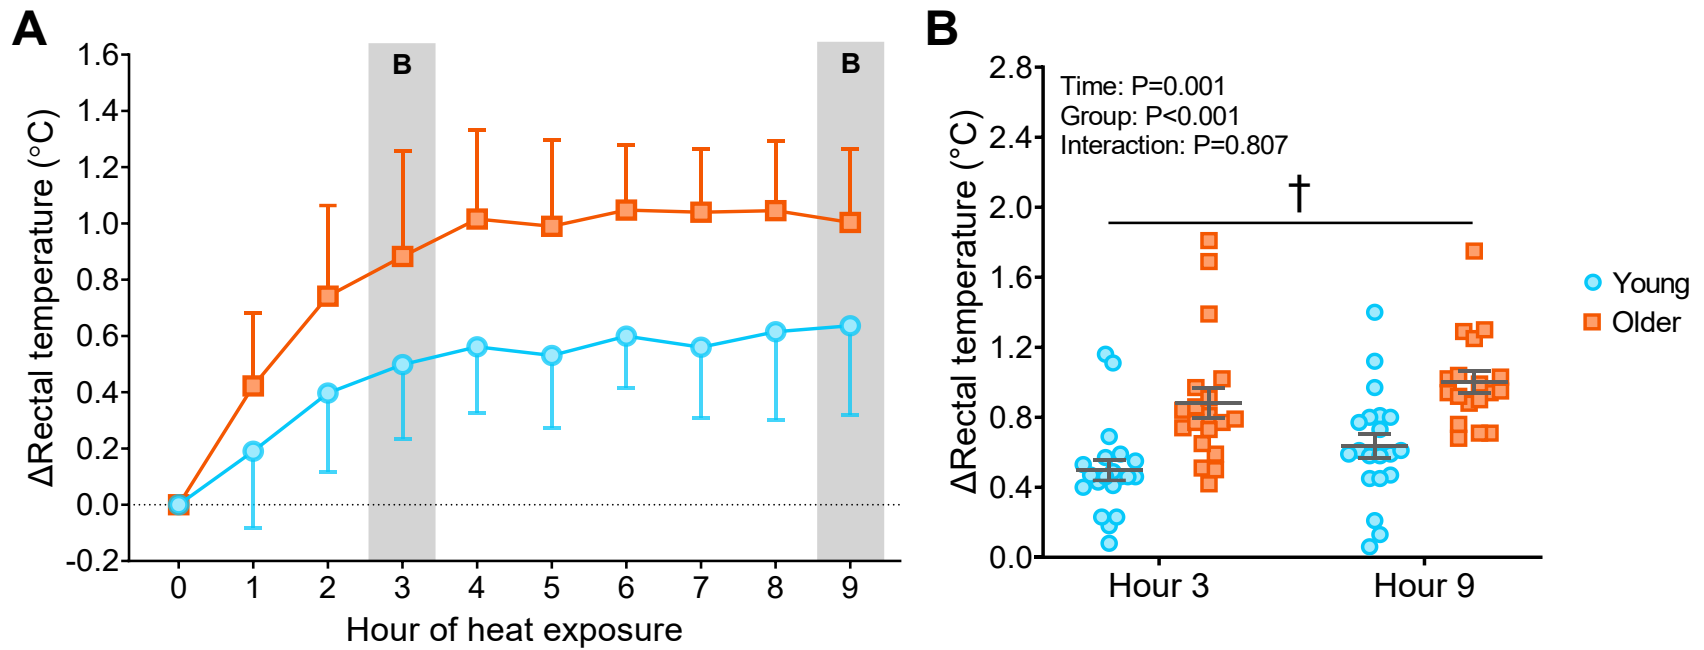 A
B
B
1.6
1.4
1.2
1.0
0.8
0.6
0.4
0.2
0.0
-0.2
ΔRectal temperature (°C)
0 1 2 3 4 5 6 7 8 9
Hour of heat exposure
B
2.8
2.4
2.0
1.6
1.2
0.8
0.4
0.0
ΔRectal temperature (°C)
Time: P=0.001
Group: P<0.001
Interaction: P=0.807
†
Hour 3 Hour 9
Young
Older